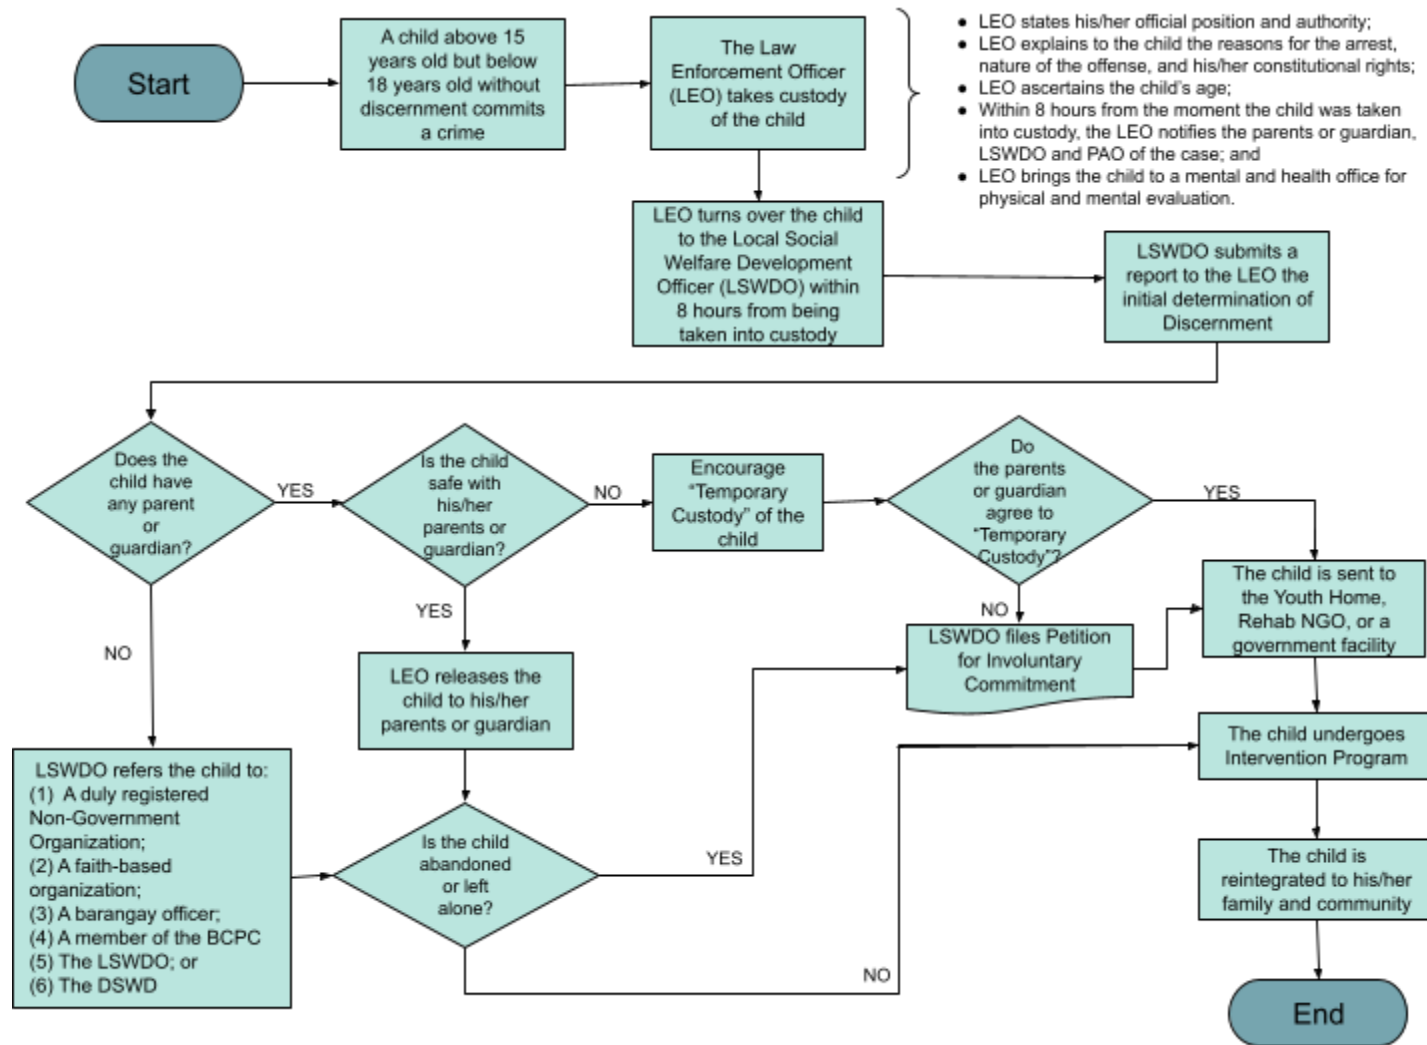 Start
A child above 15
years old but below
18 years old without
discernment commits
a crime
The Law
Enforcement Officer
(LEO) takes custody
of the child
● LEO states his/her official position and authority;
● LEO explains to the child the reasons for the arrest,
nature of the offense, and his/her constitutional rights;
● LEO ascertains the child's age;
● Within 8 hours from the moment the child was taken
into custody, the LEO notifies the parents or guardian,
LSWDO and PAO of the case; and
● LEO brings the child to a mental and health office for
physical and mental evaluation.
LEO turns over the child
to the Local Social
Welfare Development
Officer (LSWDO) within
8 hours from being
taken into custody
LSWDO submits a
report to the LEO the
initial determination of
Discernment
Does the
child have
any parent
or
guardian?
YES
Is the child
safe with
his/her
parents or
guardian?
NO
Encourage
“Temporary
Custody” of the
child
Do
the parents
or guardian
agree to
“Temporary
Custody”?
YES
The child is sent to
the Youth Home,
Rehab NGO, or a
government facility
NO
YES
NO
LSWDO files Petition
for Involuntary
Commitment
LEO releases the
child to his/her
parents or guardian
The child undergoes
Intervention Program
LSWDO refers the child to:
(1) A duly registered
Non-Government
Organization;
(2) A faith-based
organization;
(3) A barangay officer;
(4) A member of the BCPC
(5) The LSWDO; or
(6) The DSWD
Is the child
abandoned
or left
alone?
YES
NO
The child is
reintegrated to his/her
family and community
End